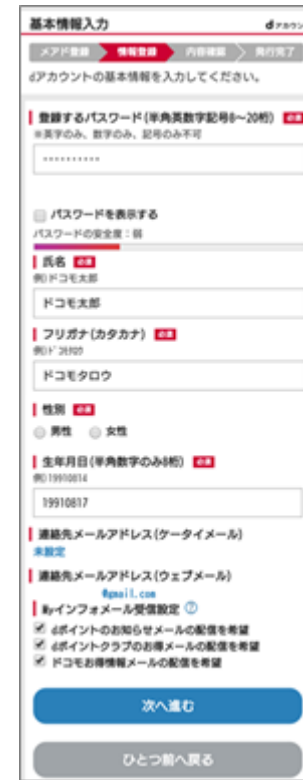 基本情報入力
dアカウン
メアド登録 情報登録 内容確認 発行完了
dアカウントの基本情報を入力してください。
登録するパスワード(半角英数字記号8〜20桁) 必須
※英字のみ、数字のみ、記号のみ不可
パスワードを表示する
パスワードの安全度：弱
氏名 必須
例)ドコモ太郎
ドコモ太郎
フリガナ(カタカナ) 必須
例)ﾄﾞｺﾓﾀﾛｳ
ドコモタロウ
性別 必須
男性 女性
生年月日(半角数字のみ8桁) 必須
例)19910814
19910817
連絡先メールアドレス(ケータイメール)
未設定
連絡先メールアドレス(ウェブメール)
@gmail.com
Myインフォメール受信設定 ?
dポイントのお知らせメールの配信を希望
dポイントクラブのお得メールの配信を希望
ドコモお得情報メールの配信を希望
次へ進む
ひとつ前へ戻る